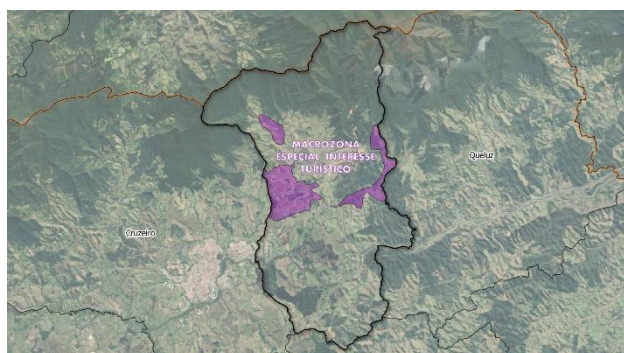 MACROZONA
ESPECIAL INTERESSE
TURÍSTICO
Queluz
Cruzeiro